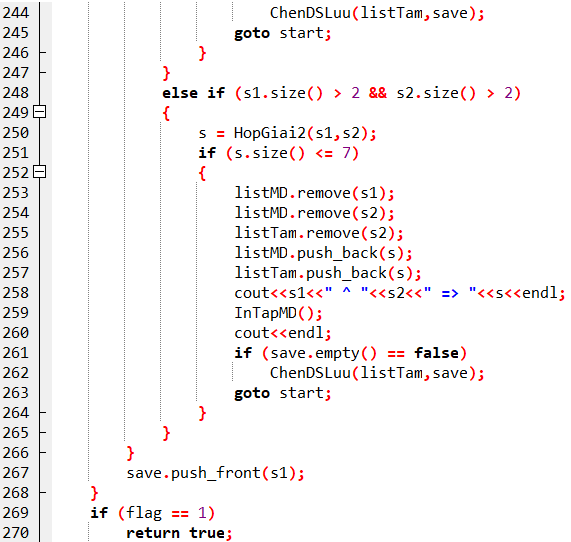 244 ChenDSLuu(listTam,save);
245 goto start;
246 }
247 }
248 else if (s1.size() > 2 && s2.size() > 2)
249 {
250 s = HopGiai2(s1,s2);
251 if (s.size() <= 7)
252 {
253 listMD.remove(s1);
254 listMD.remove(s2);
255 listTam.remove(s2);
256 listMD.push_back(s);
257 listTam.push_back(s);
258 cout<<s1<<" ^ "<<s2<<" => "<<s<<endl;
259 InTapMD();
260 cout<<endl;
261 if (save.empty() == false)
262 ChenDSLuu(listTam,save);
263 goto start;
264 }
265 }
266 }
267 save.push_front(s1);
268 }
269 if (flag == 1)
270 return true;